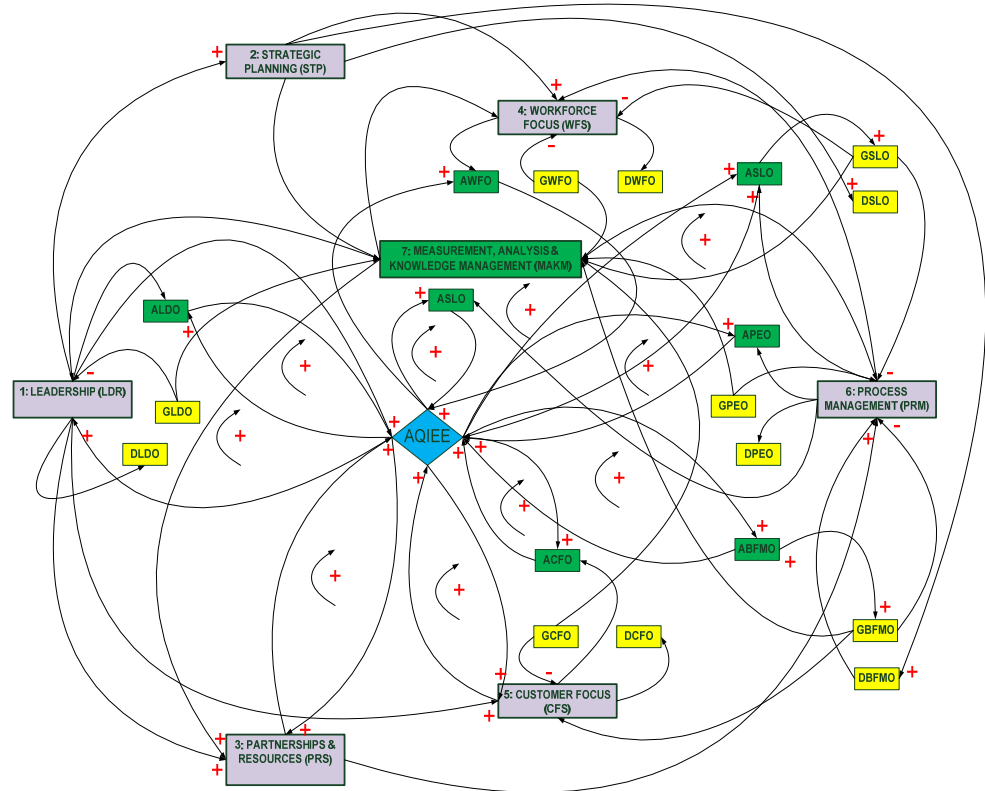 +
2: STRATEGIC
PLANNING (STP)
+
-
4: WORKFORCE
FOCUS (WFS)
-
+
GSLO
+
AWFO
GWFO
DWFO
+
ASLO
+
+
DSLO
7: MEASUREMENT, ANALYSIS &
KNOWLEDGE MANAGEMENT (MAKM)
+
+
ASLO
ALDO
+
+
+
APEO
+
+
+
+
-
1: LEADERSHIP (LDR)
GLDO
GPEO
-
6: PROCESS
MANAGEMENT (PRM)
+
+
+
+
AQIEE
+
+
+
+
-
DLDO
DPEO
+
+
+
+
+
ABFMO
+
+
ACFO
+
+
+
GBFMO
GCFO
DCFO
+
-
DBFMO
+
5: CUSTOMER FOCUS
(CFS)
+
+
+
3: PARTNERSHIPS &
RESOURCES (PRS)
+